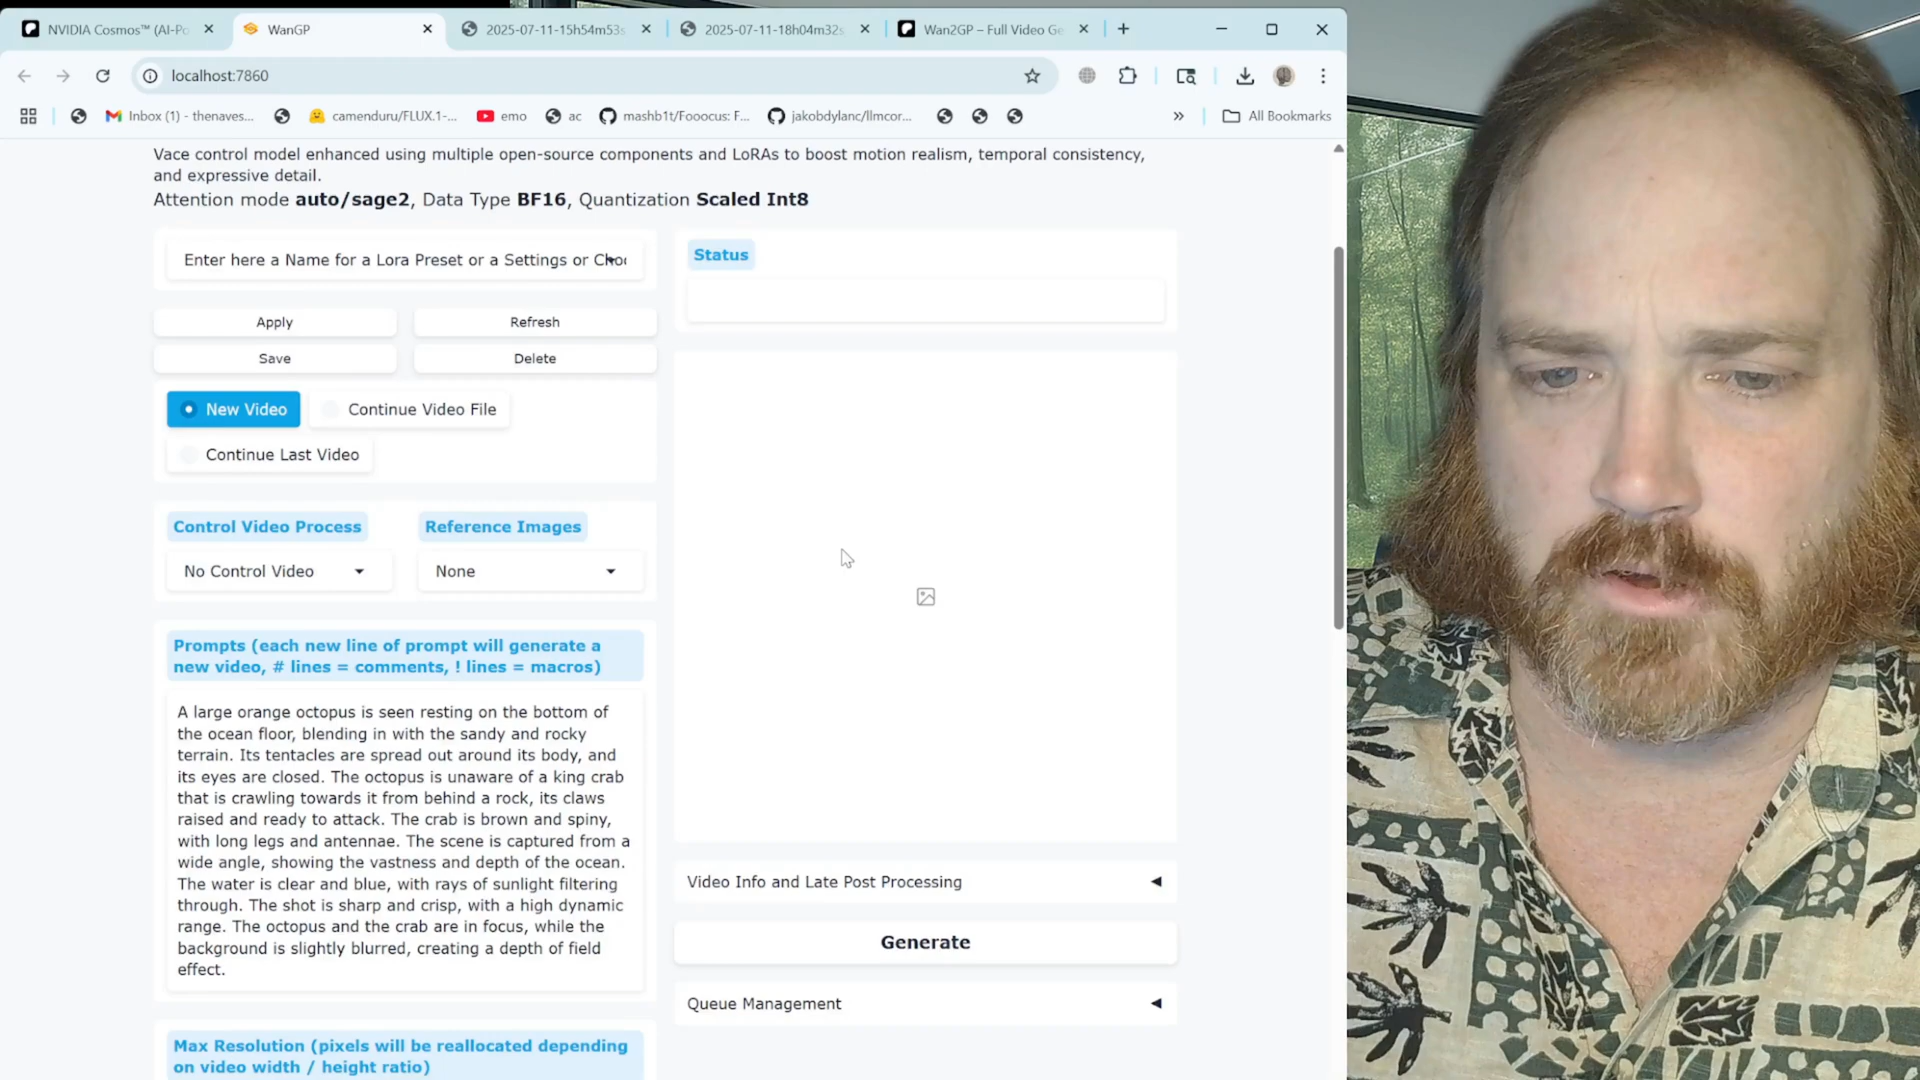 NVIDIA Cosmos™ (AI-Po
WanGP
2025-07-11-15h54m53s
2025-07-11-18h04m32s
Wan2GP – Full Video Ge
localhost:7860
Inbox (1) - thenaves...
camenduru/FLUX.1-...
emo
ac
mashb1t/Fooocus: F...
jakobdylanc/llmcor...
»
All Bookmarks
Vace control model enhanced using multiple open-source components and LoRAs to boost motion realism, temporal consistency,
and expressive detail.
Attention mode auto/sage2, Data Type BF16, Quantization Scaled Int8
Enter here a Name for a Lora Preset or a Settings or Choo
Apply
Refresh
Save
Delete
New Video
Continue Video File
Continue Last Video
Control Video Process
No Control Video
Reference Images
None
Prompts (each new line of prompt will generate a
new video, # lines = comments, ! lines = macros)
A large orange octopus is seen resting on the bottom of
the ocean floor, blending in with the sandy and rocky
terrain. Its tentacles are spread out around its body, and
its eyes are closed. The octopus is unaware of a king crab
that is crawling towards it from behind a rock, its claws
raised and ready to attack. The crab is brown and spiny,
with long legs and antennae. The scene is captured from a
wide angle, showing the vastness and depth of the ocean.
The water is clear and blue, with rays of sunlight filtering
through. The shot is sharp and crisp, with a high dynamic
range. The octopus and the crab are in focus, while the
background is slightly blurred, creating a depth of field
effect.
Max Resolution (pixels will be reallocated depending
on video width / height ratio)
Status
Video Info and Late Post Processing
Generate
Queue Management